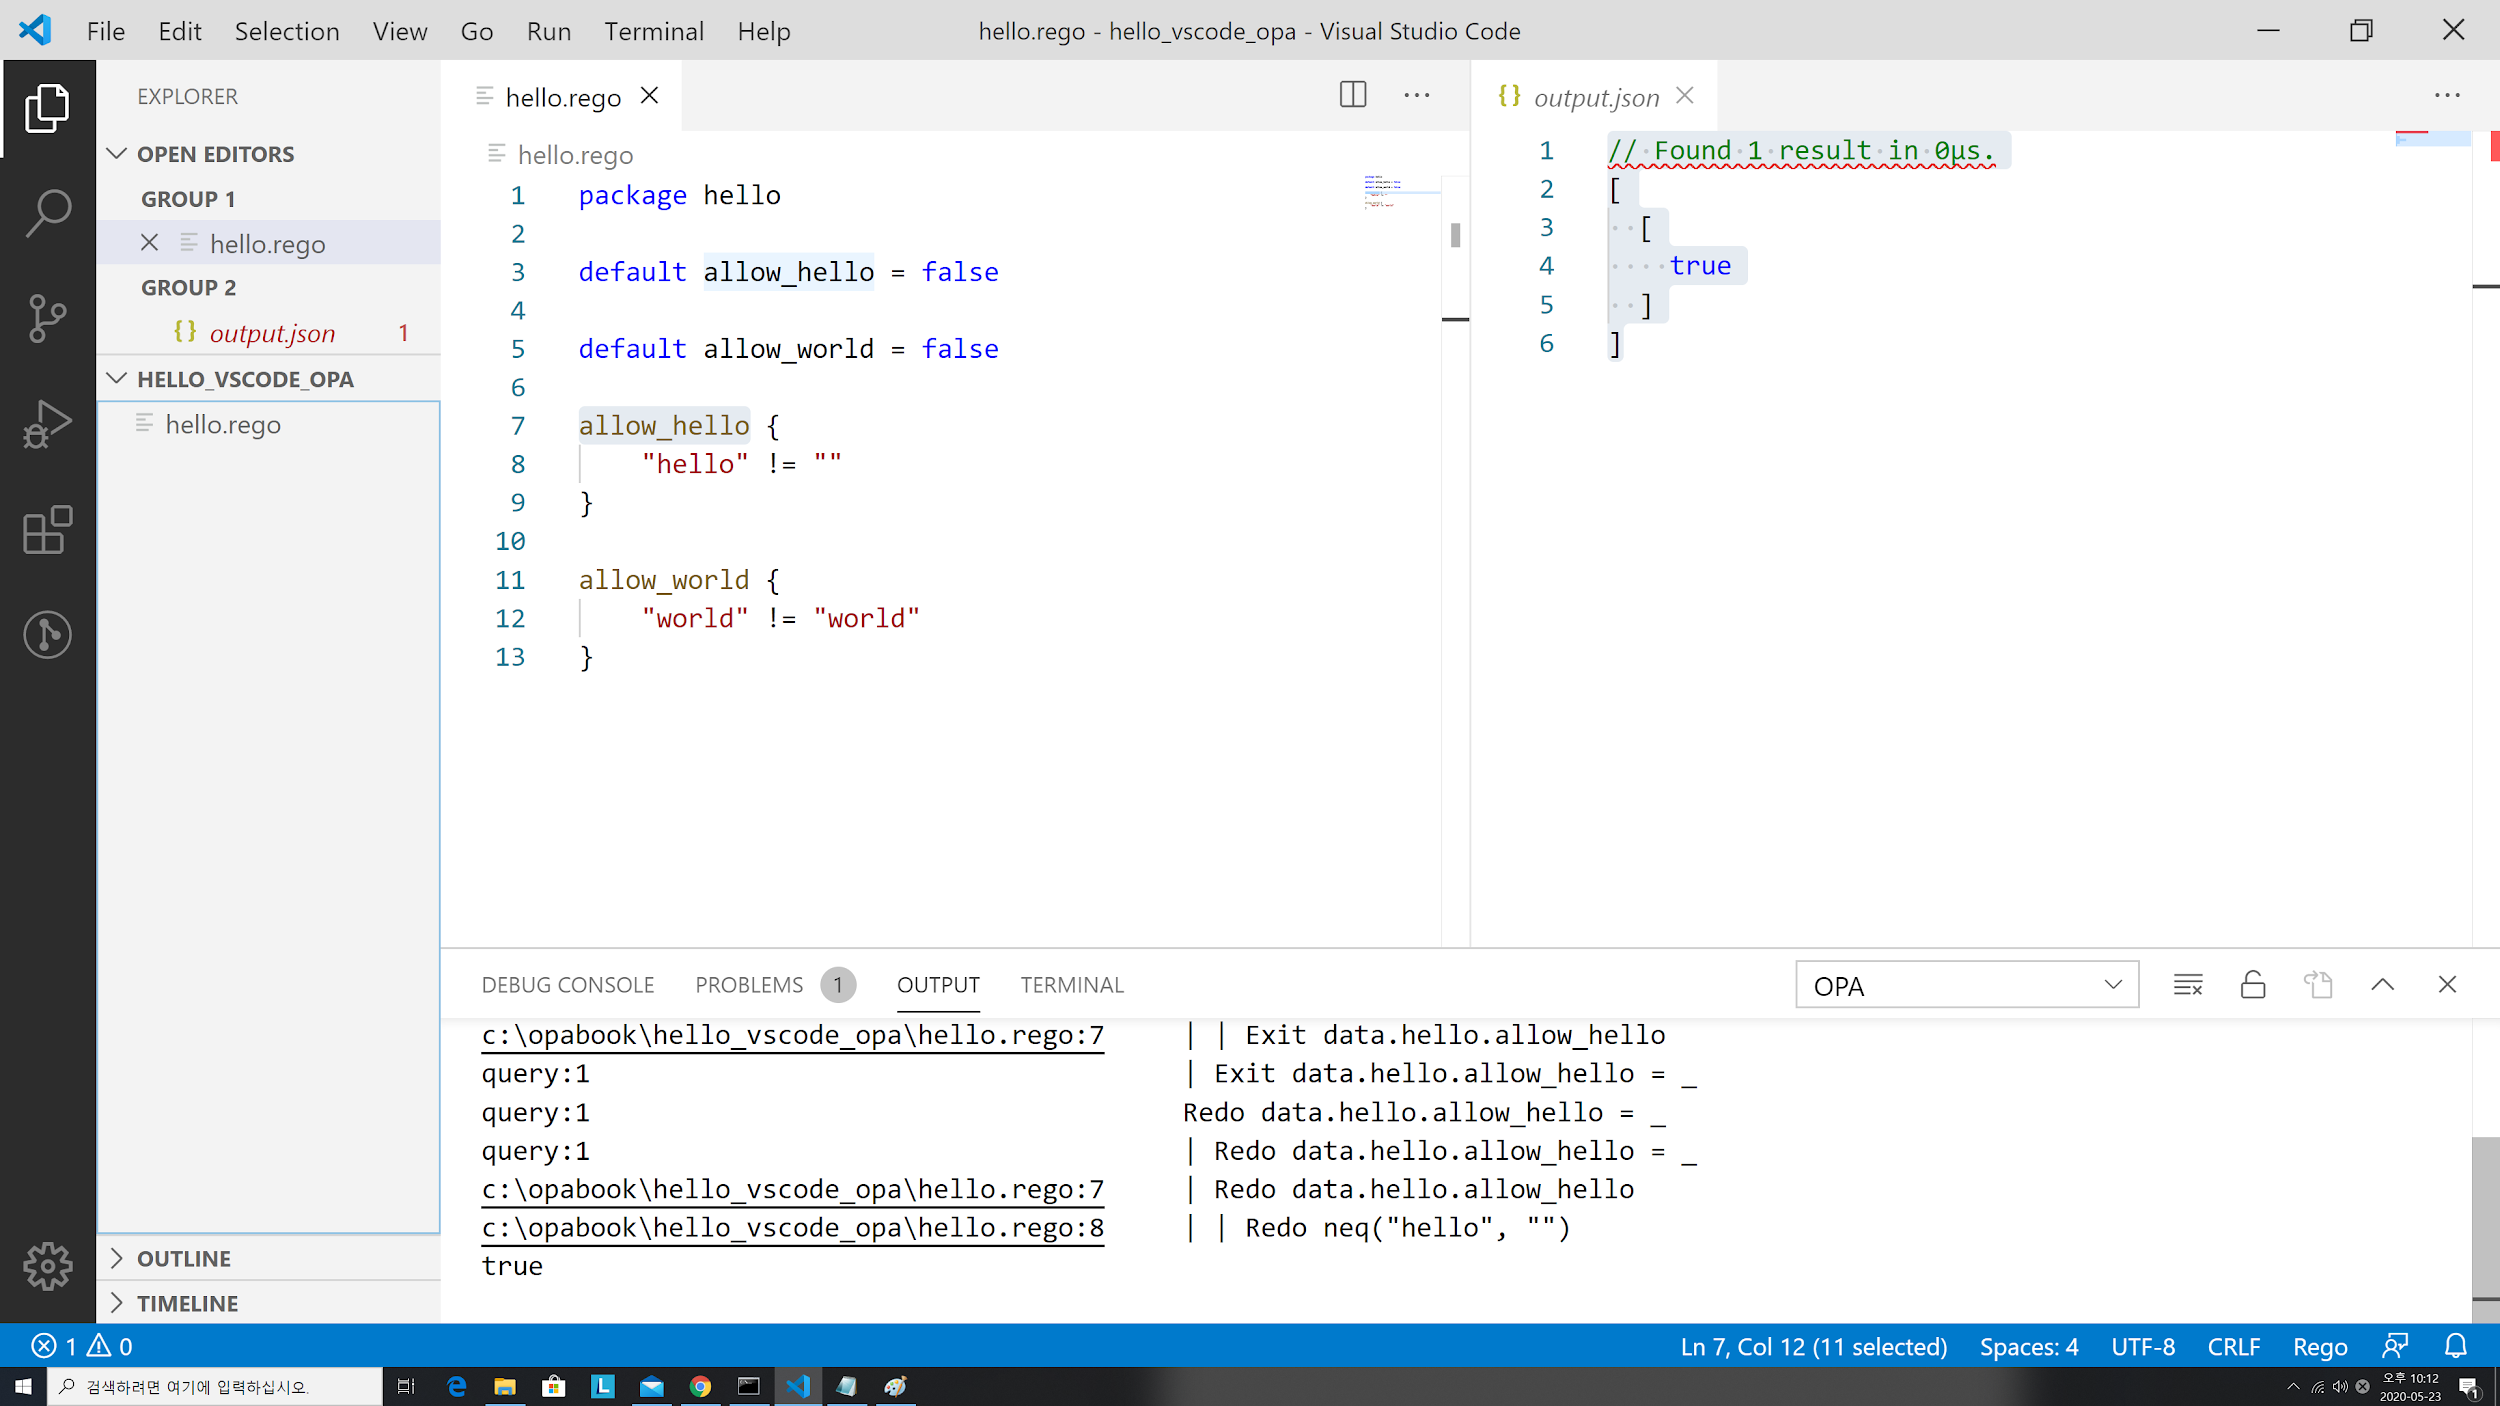 File Edit Selection View Go Run Terminal Help hello.rego - hello_vscode_opa - Visual Studio Code
EXPLORER
OPEN EDITORS
GROUP 1
hello.rego
GROUP 2
output.json 1
HELLO_VSCODE_OPA
hello.rego
OUTLINE
TIMELINE
hello.rego
hello.rego
1 package hello
2
3 default allow_hello = false
4
5 default allow_world = false
6
7 allow_hello {
8 "hello" != ""
9 }
10
11 allow_world {
12 "world" != "world"
13 }
{} output.json
1 // Found 1 result in 0µs.
2 [
3 [
4 true
5 ]
6 ]
DEBUG CONSOLE PROBLEMS 1 OUTPUT TERMINAL OPA
c:\opabook\hello_vscode_opa\hello.rego:7 | | Exit data.hello.allow_hello
query:1 | Exit data.hello.allow_hello = _
query:1 Redo data.hello.allow_hello = _
query:1 | Redo data.hello.allow_hello = _
c:\opabook\hello_vscode_opa\hello.rego:7 | Redo data.hello.allow_hello
c:\opabook\hello_vscode_opa\hello.rego:8 | | Redo neq("hello", "")
true
1 0 Ln 7, Col 12 (11 selected) Spaces: 4 UTF-8 CRLF Rego
검색하려면 여기에 입력하십시오.
오후 10:12
2020-05-23
1